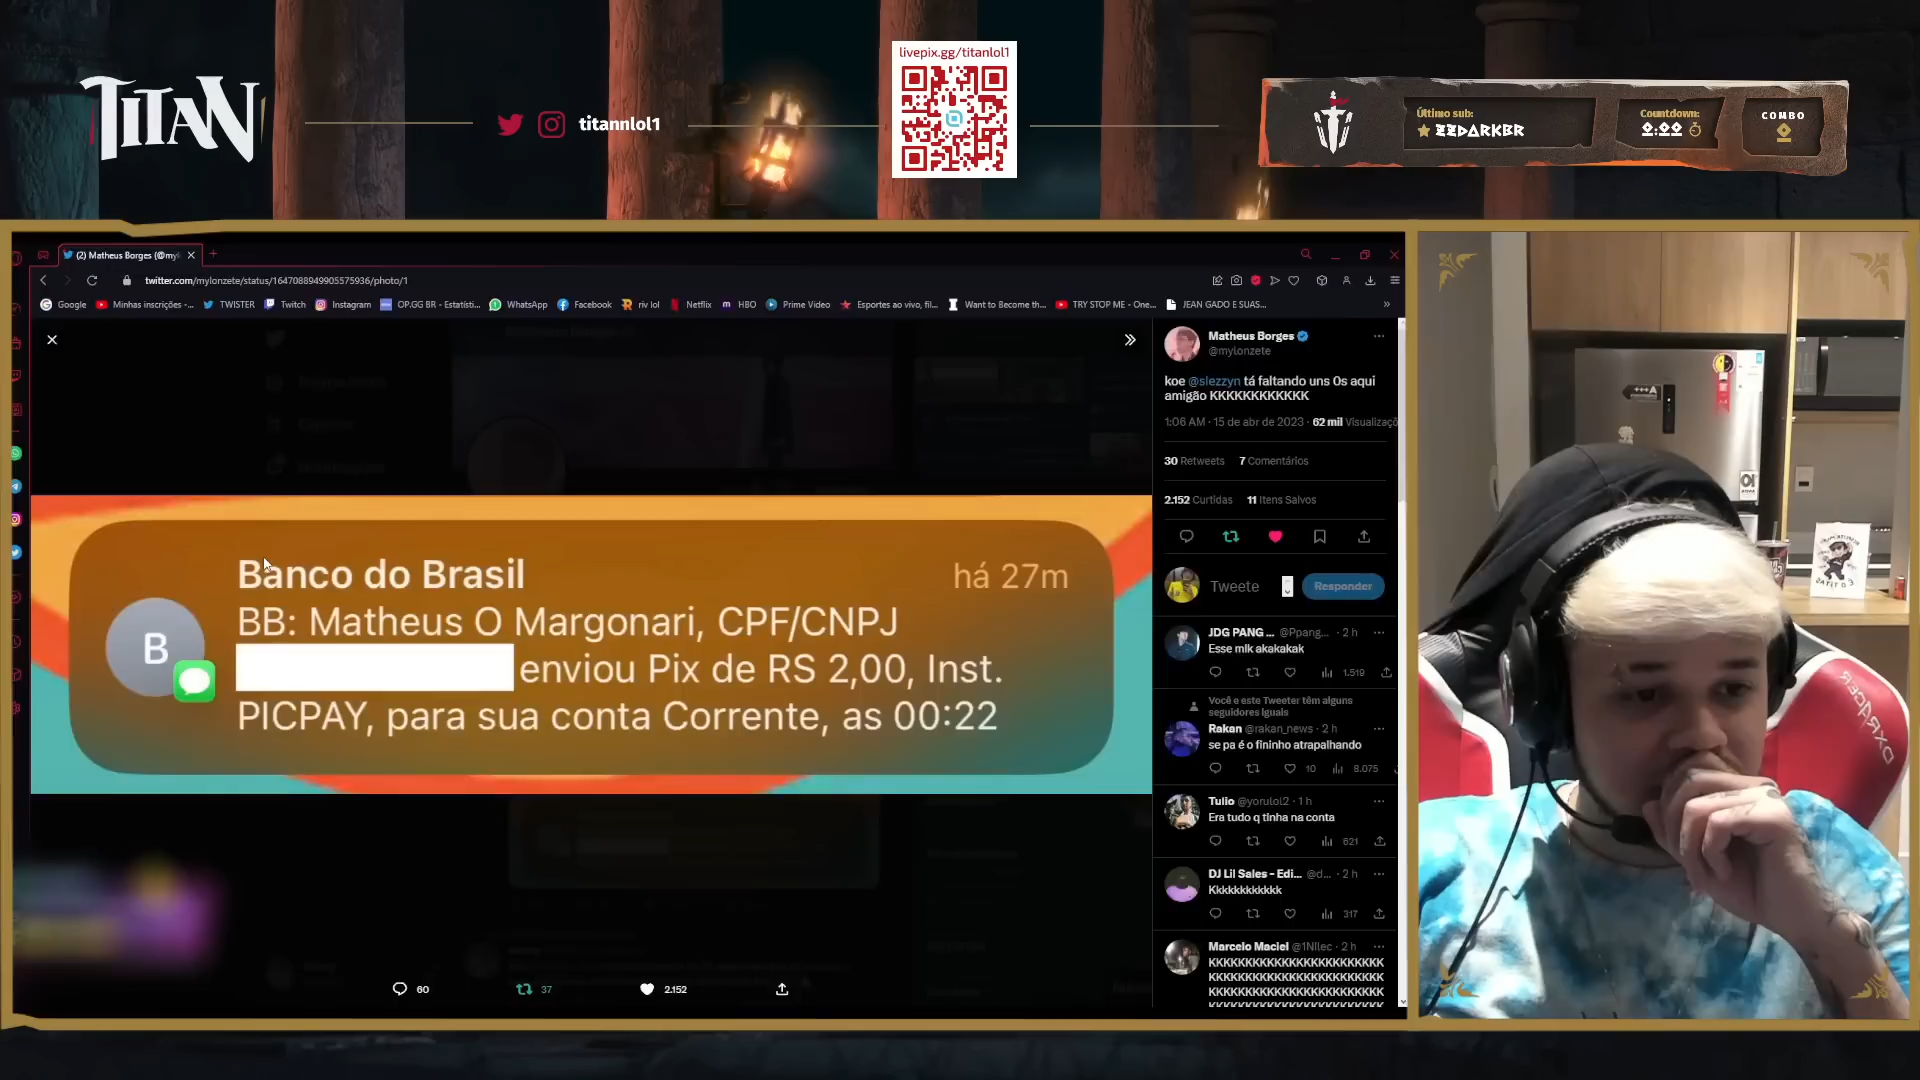 TITAN
titannlol1
livepix.gg/titanlol1
Último sub:
ZZDARKBR
Countdown:
0:00
COMBO
0
(2) Matheus Borges (@my
twitter.com/mylonzete/status/1647088949905575936/photo/1
Google
Minhas inscrições -...
TWISTER
Twitch
Instagram
OP.GG BR - Estatísti...
WhatsApp
Facebook
riv lol
Netflix
HBO
Prime Video
Esportes ao vivo, fil...
Want to Become th...
TRY STOP ME - One...
JEAN GADO E SUAS...
Banco do Brasil
há 27m
BB: Matheus O Margonari, CPF/CNPJ
enviou Pix de RS 2,00, Inst.
PICPAY, para sua conta Corrente, as 00:22
B
60
37
2.152
Matheus Borges
@mylonzete
koe @slezzyn tá faltando uns 0s aqui
amigão KKKKKKKKKKKK
1:06 AM · 15 de abr de 2023 · 62 mil Visualizaçõ
30 Retweets 7 Comentários
2.152 Curtidas 11 Itens Salvos
Tweete
Responder
JDG PANG ... @Ppang... · 2 h
Esse mlk akakakak
1.519
Você e este Tweeter têm alguns
seguidores iguais
Rakan @rakan_news · 2 h
se pa é o fininho atrapalhando
10
8.075
Tulio @yorulol2 · 1 h
Era tudo q tinha na conta
621
DJ Lil Sales - Edi... @d... · 2 h
Kkkkkkkkkkk
317
Marcelo Maciel @1Nilec · 2 h
KKKKKKKKKKKKKKKKKKKKKKKK
KKKKKKKKKKKKKKKKKKKKKKKK
KKKKKKKKKKKKKKKKKKKKKKKK
KKKKKKKKKKKKKKKKKKKKKKKK
DXRACER